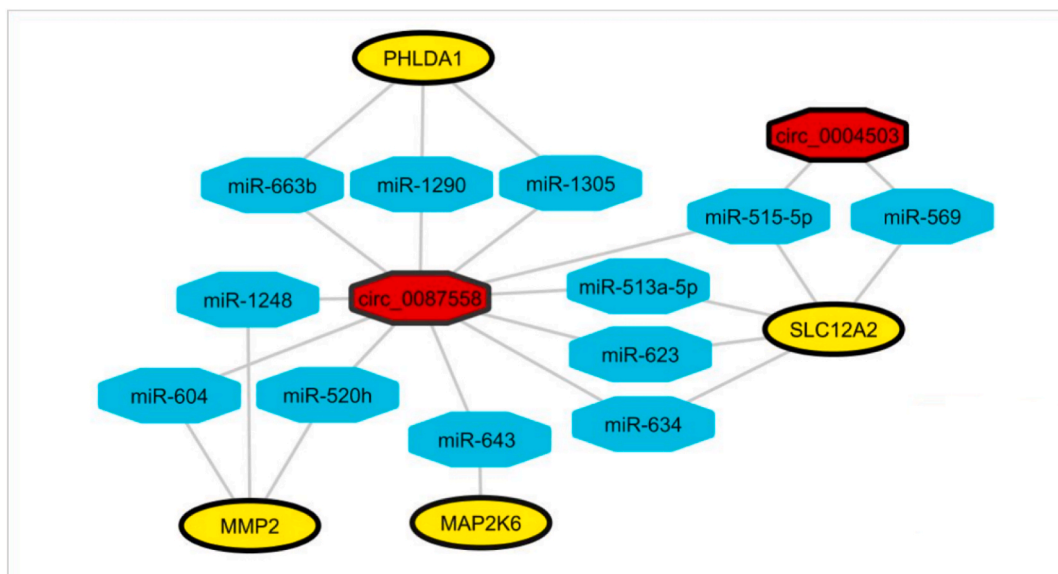 PHLDA1
circ_0004503
miR-663b
miR-1290
miR-1305
miR-515-5p
miR-569
miR-1248
circ_0087558
miR-513a-5p
SLC12A2
miR-623
miR-604
miR-520h
miR-634
miR-643
MMP2
MAP2K6